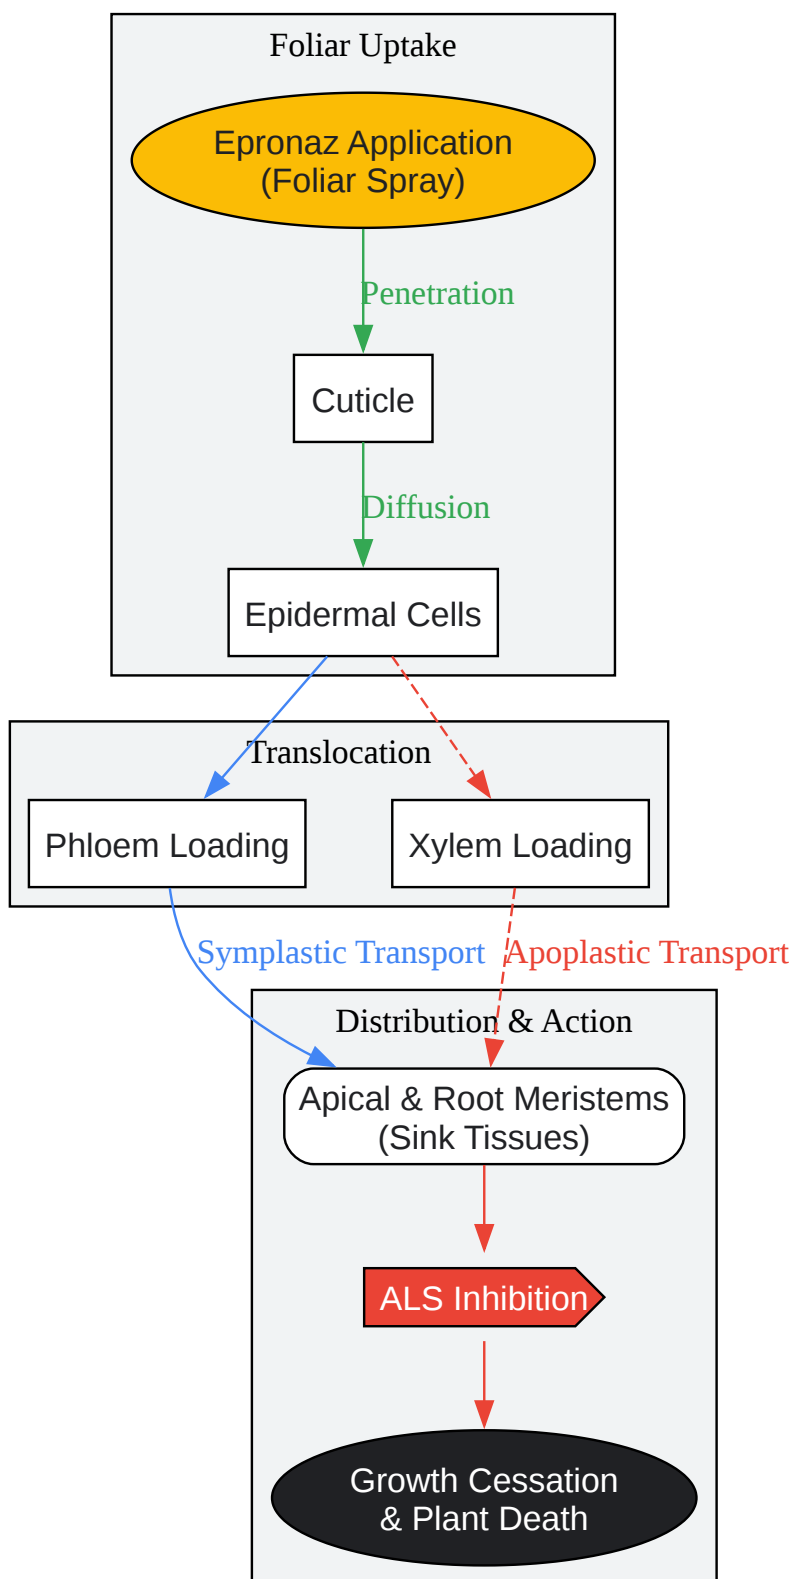 Foliar Uptake
Epronaz Application
(Foliar Spray)
Penetration
Cuticle
Diffusion
Epidermal Cells
Translocation
Phloem Loading
Xylem Loading
Symplastic Transport
Apoplastic Transport
Distribution & Action
Apical & Root Meristems
(Sink Tissues)
ALS Inhibition
Growth Cessation
& Plant Death